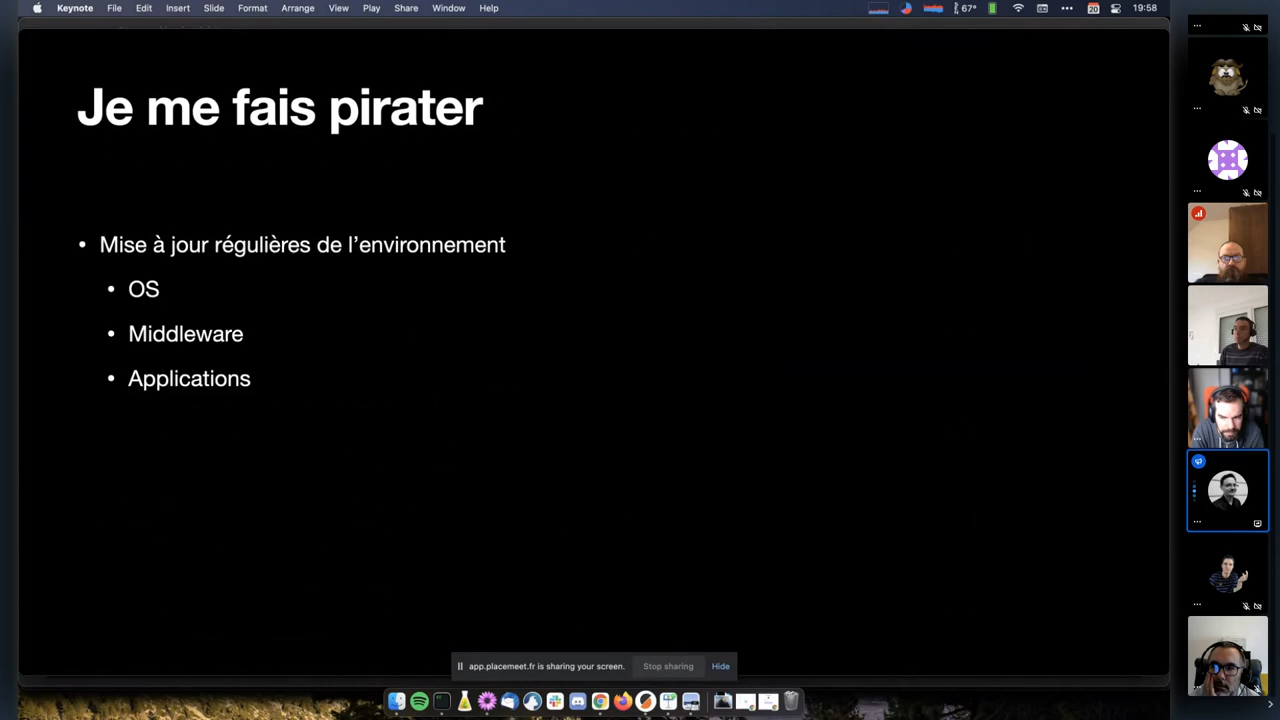 Keynote File Edit Insert Slide Format Arrange View Play Share Window Help 67° 20 19:58
Je me fais pirater
• Mise à jour régulières de l’environnement
• OS
• Middleware
• Applications
app.placemeet.fr is sharing your screen. Stop sharing Hide